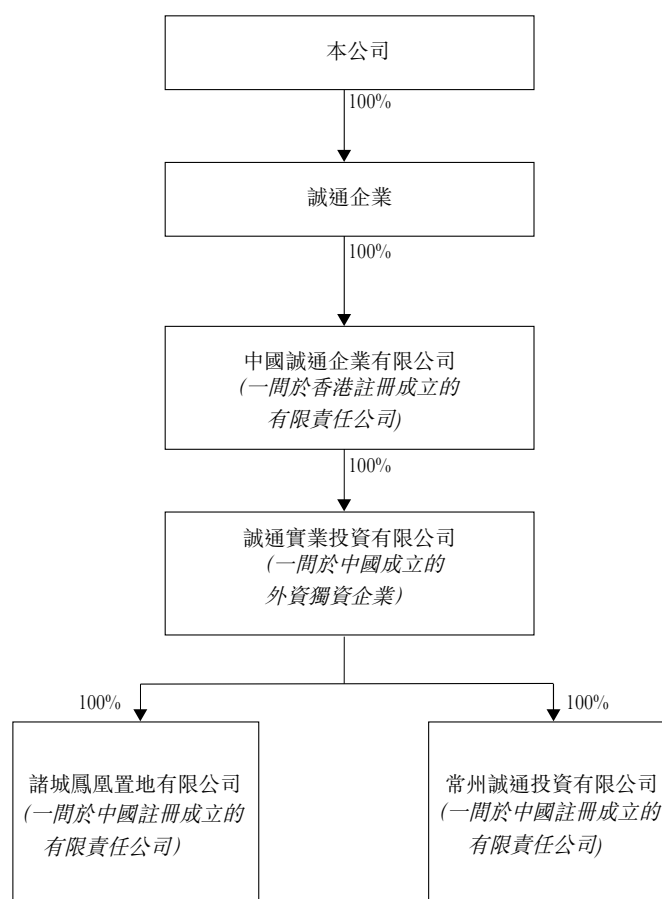 本公司
100%
誠通企業
100%
中國誠通企業有限公司
(一間於香港註冊成立的
有限責任公司)
100%
誠通實業投資有限公司
(一間於中國成立的
外資獨資企業)
100%
100%
諸城鳳凰置地有限公司
(一間於中國註冊成立的
有限責任公司)
常州誠通投資有限公司
(一間於中國註冊成立的
有限責任公司)